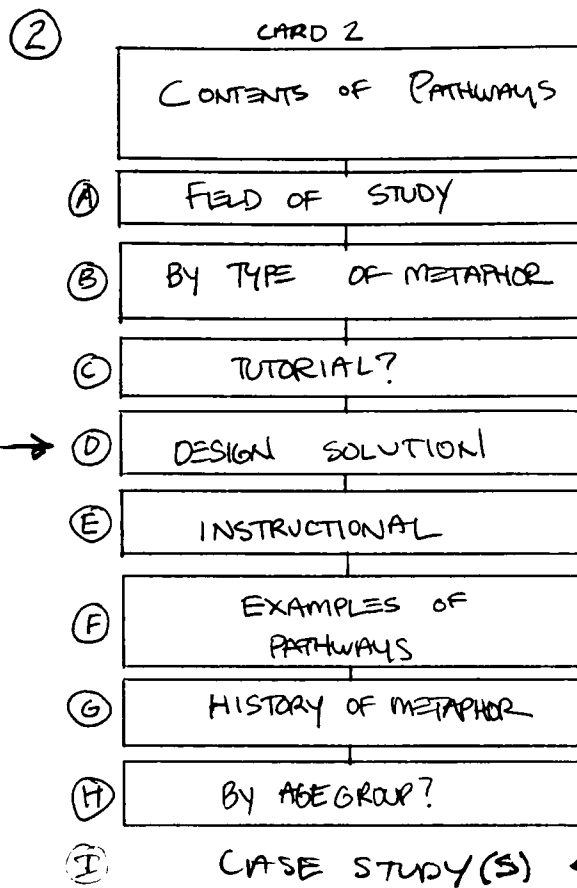 2
CARD 2
CONTENTS OF PATHWAYS
A FIELD OF STUDY
B BY TYPE OF METAPHOR
C TUTORIAL?
D DESIGN SOLUTION
E INSTRUCTIONAL
F EXAMPLES OF
PATHWAYS
G HISTORY OF METAPHOR
H BY AGE GROUP?
I CASE STUDY(S)